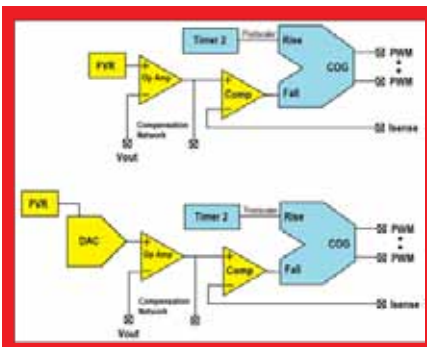 Timer 2
Postscaler
Rise
FVR
Op Amp
COG
PWM
PWM
Comp
Fall
Compensation
Network
Isense
Vout
FVR
Timer 2
Postscaler
Rise
DAC
Op Amp
COG
PWM
PWM
Comp
Fall
Compensation
Network
Isense
Vout